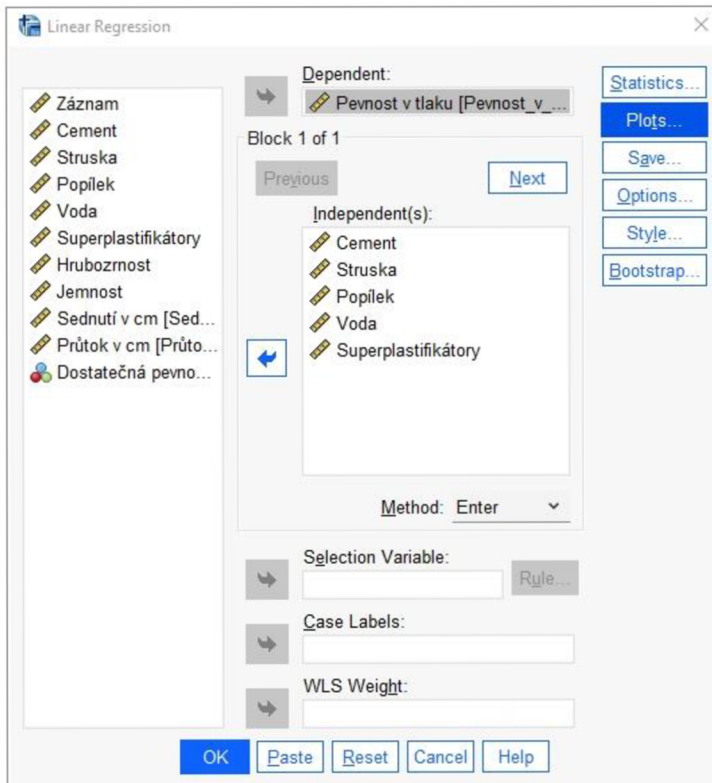 Linear Regression
Záznam
Cement
Struska
Popílek
Voda
Superplastifikátory
Hrubozrnost
Jemnost
Sednutí v cm [Sed...
Průtok v cm [Průto...
Dostatečná pevno...
Dependent:
Pevnost v tlaku [Pevnost_v_...
Block 1 of 1
Previous
Next
Independent(s):
Cement
Struska
Popílek
Voda
Superplastifikátory
Method: Enter
Selection Variable:
Rule...
Case Labels:
WLS Weight:
Statistics...
Plots...
Save...
Options...
Style...
Bootstrap...
OK Paste Reset Cancel Help